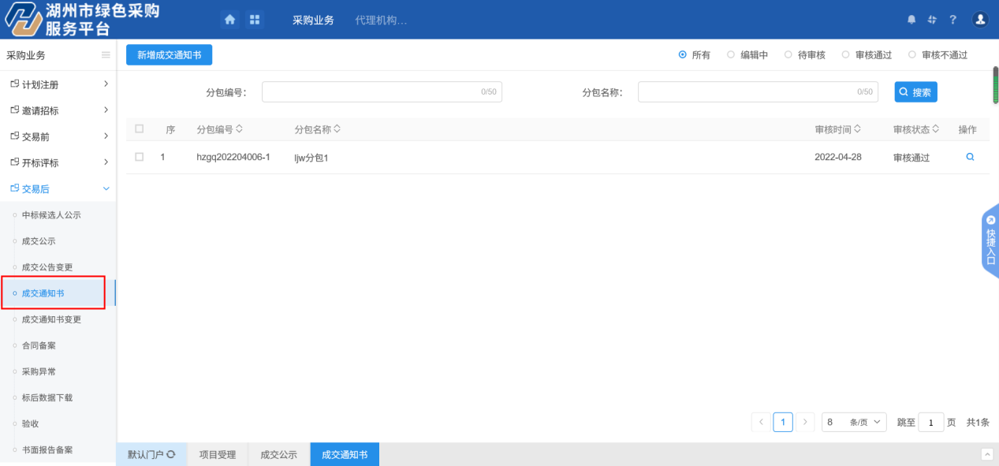 湖州市绿色采购
服务平台
采购业务 代理机构...
采购业务
新增成交通知书
所有 编辑中 待审核 审核通过 审核不通过
计划注册
邀请招标
交易前
开标评标
交易后
中标候选人公示
成交公示
成交公告变更
成交通知书
成交通知书变更
合同备案
采购异常
标后数据下载
验收
书面报告备案
分包编号: 0/50 分包名称: 0/50 搜索
序 分包编号 分包名称 审核时间 审核状态 操作
1 hzgq202204006-1 ljw分包1 2022-04-28 审核通过
快捷入口
1 8 条/页 跳至 1 页 共1条
默认门户 项目受理 成交公示 成交通知书